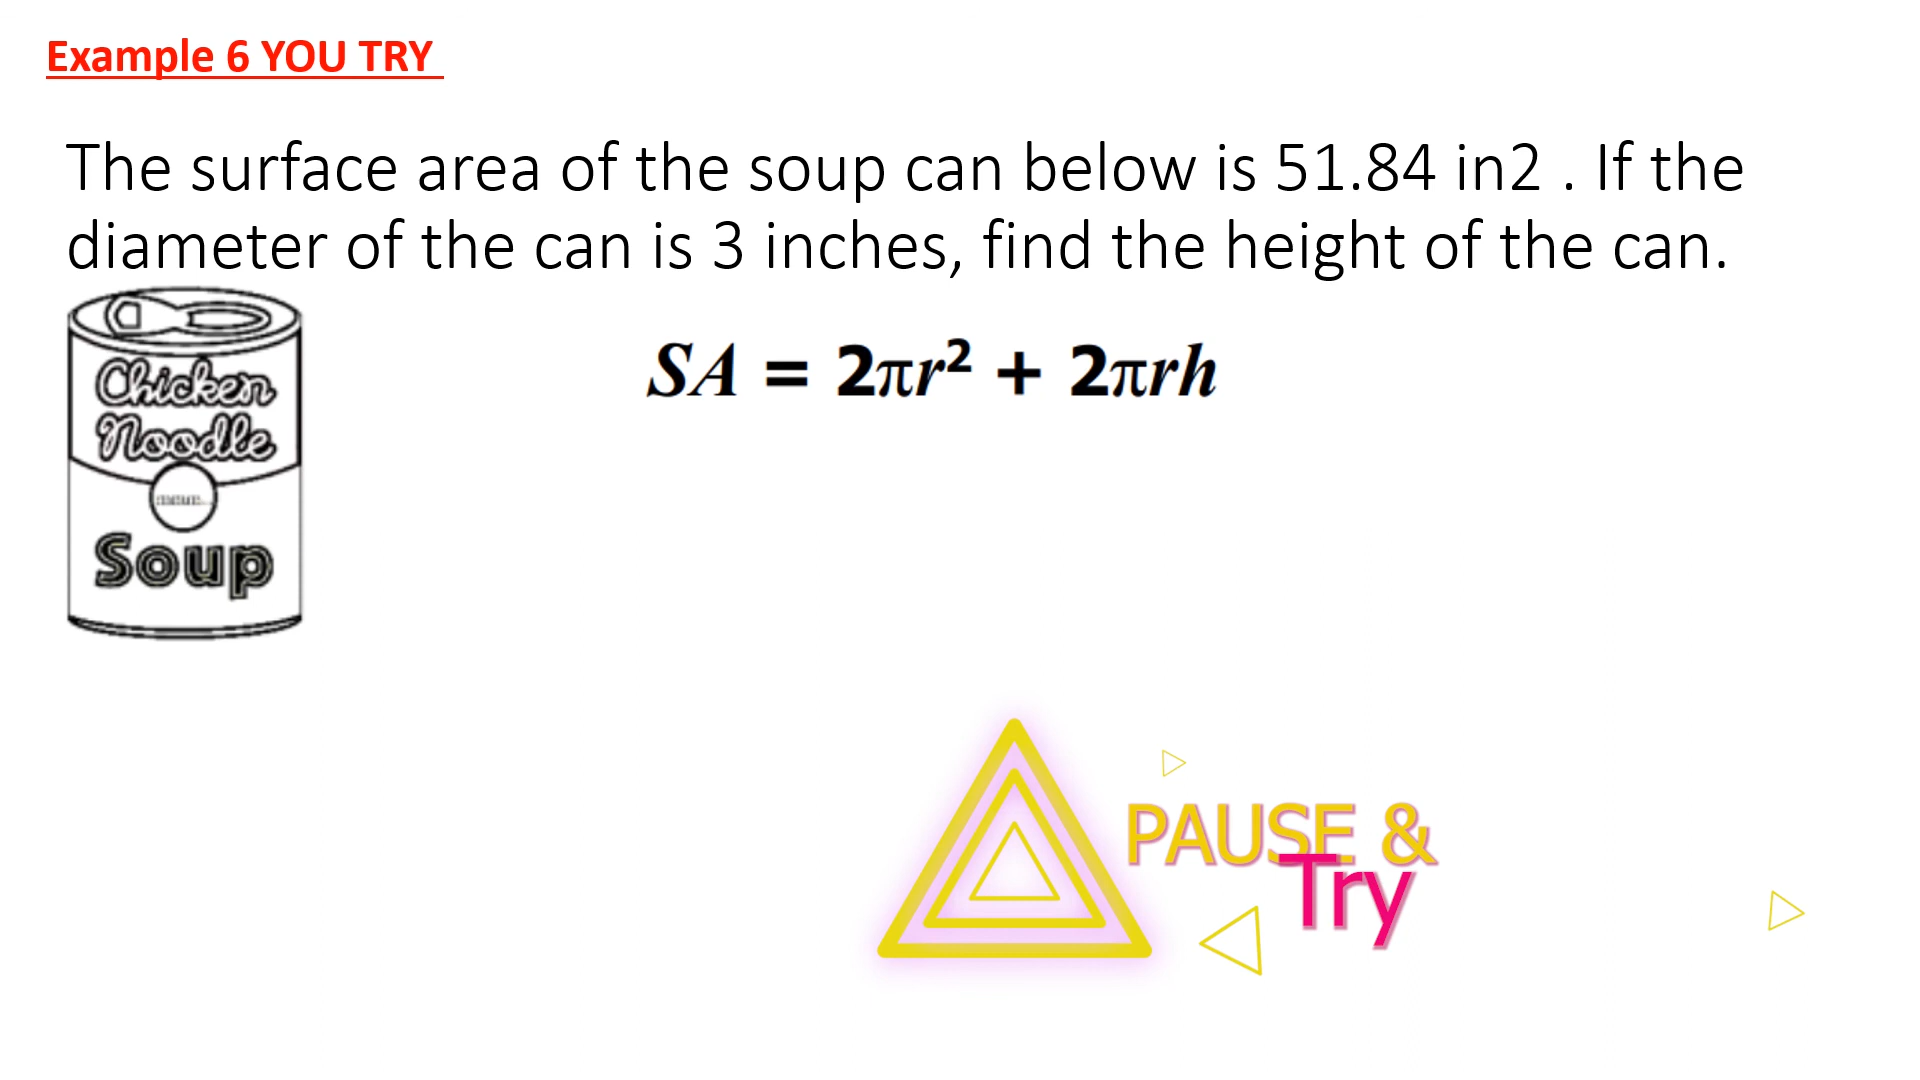 Example 6 YOU TRY
The surface area of the soup can below is 51.84 in2 . If the
diameter of the can is 3 inches, find the height of the can.
SA = 2πr² + 2πrh
Chicken
Noodle
Soup
PAUSE &
Try